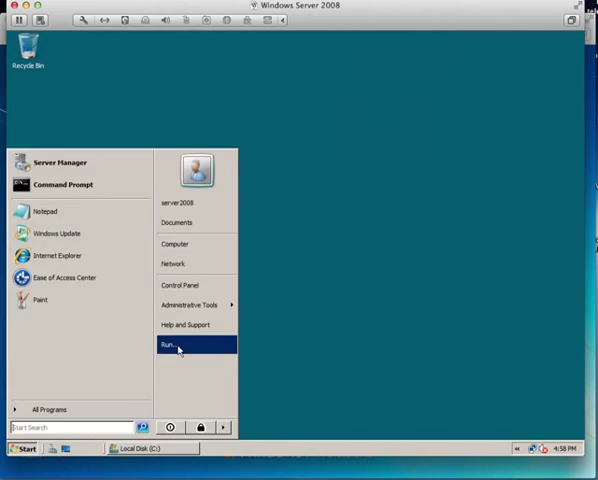 Windows Server 2008
Recycle Bin
Server Manager
Command Prompt
Notepad
Windows Update
Internet Explorer
Ease of Access Center
Paint
All Programs
Start Search
server2008
Documents
Computer
Network
Control Panel
Administrative Tools
Help and Support
Run...
Start
Local Disk (C:)
4:58 PM